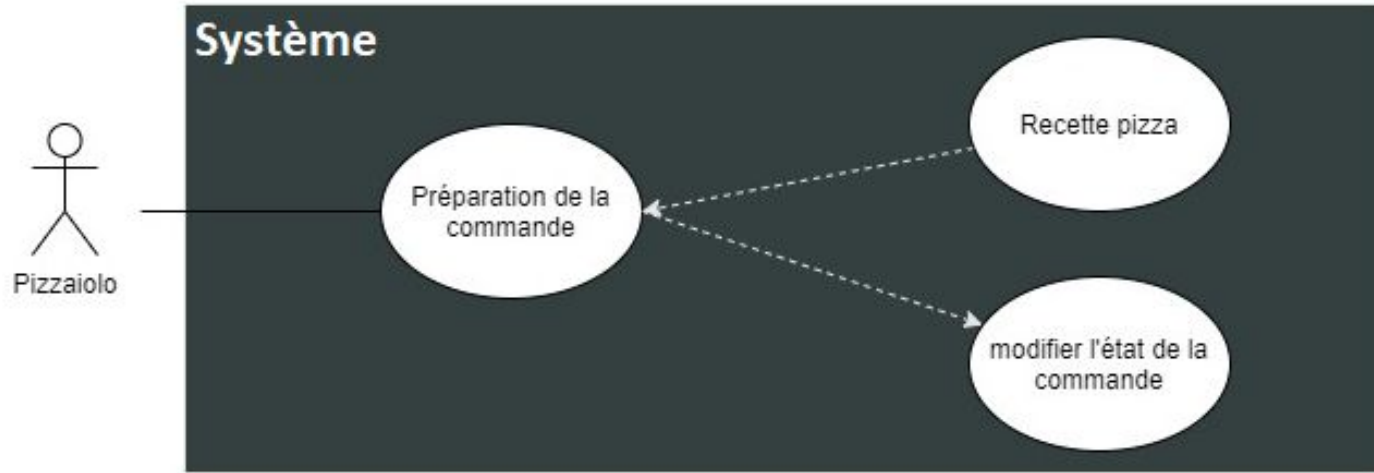 Système
Recette pizza
Préparation de la
commande
Pizzaiolo
modifier l'état de la
commande